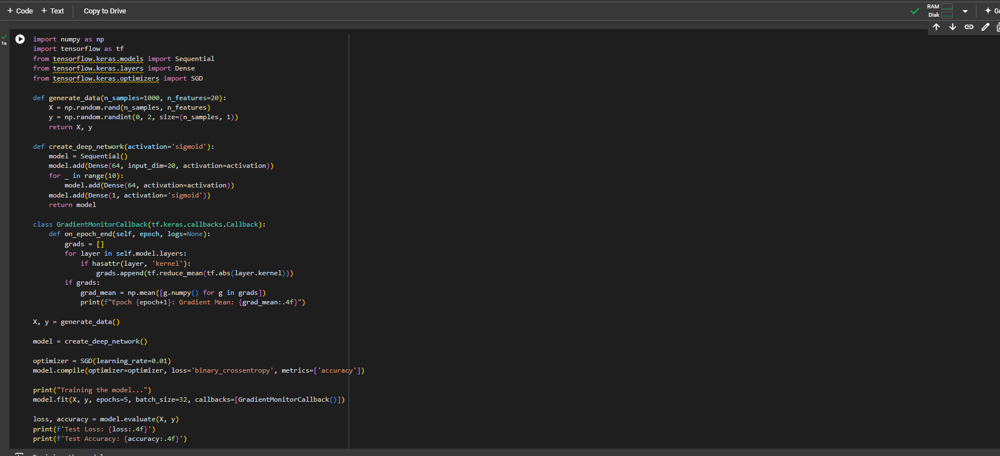 + Code + Text Copy to Drive
RAM
Disk
1s
import numpy as np
import tensorflow as tf
from tensorflow.keras.models import Sequential
from tensorflow.keras.layers import Dense
from tensorflow.keras.optimizers import SGD
def generate_data(n_samples=1000, n_features=20):
X = np.random.rand(n_samples, n_features)
y = np.random.randint(0, 2, size=(n_samples, 1))
return X, y
def create_deep_network(activation='sigmoid'):
model = Sequential()
model.add(Dense(64, input_dim=20, activation=activation))
for _ in range(10):
model.add(Dense(64, activation=activation))
model.add(Dense(1, activation='sigmoid'))
return model
class GradientMonitorCallback(tf.keras.callbacks.Callback):
def on_epoch_end(self, epoch, logs=None):
grads = []
for layer in self.model.layers:
if hasattr(layer, 'kernel'):
grads.append(tf.reduce_mean(tf.abs(layer.kernel)))
if grads:
grad_mean = np.mean([g.numpy() for g in grads])
print(f"Epoch {epoch+1}: Gradient Mean: {grad_mean:.4f}")
X, y = generate_data()
model = create_deep_network()
optimizer = SGD(learning_rate=0.01)
model.compile(optimizer=optimizer, loss='binary_crossentropy', metrics=['accuracy'])
print("Training the model...")
model.fit(X, y, epochs=5, batch_size=32, callbacks=[GradientMonitorCallback()])
loss, accuracy = model.evaluate(X, y)
print(f'Test Loss: {loss:.4f}')
print(f'Test Accuracy: {accuracy:.4f}')